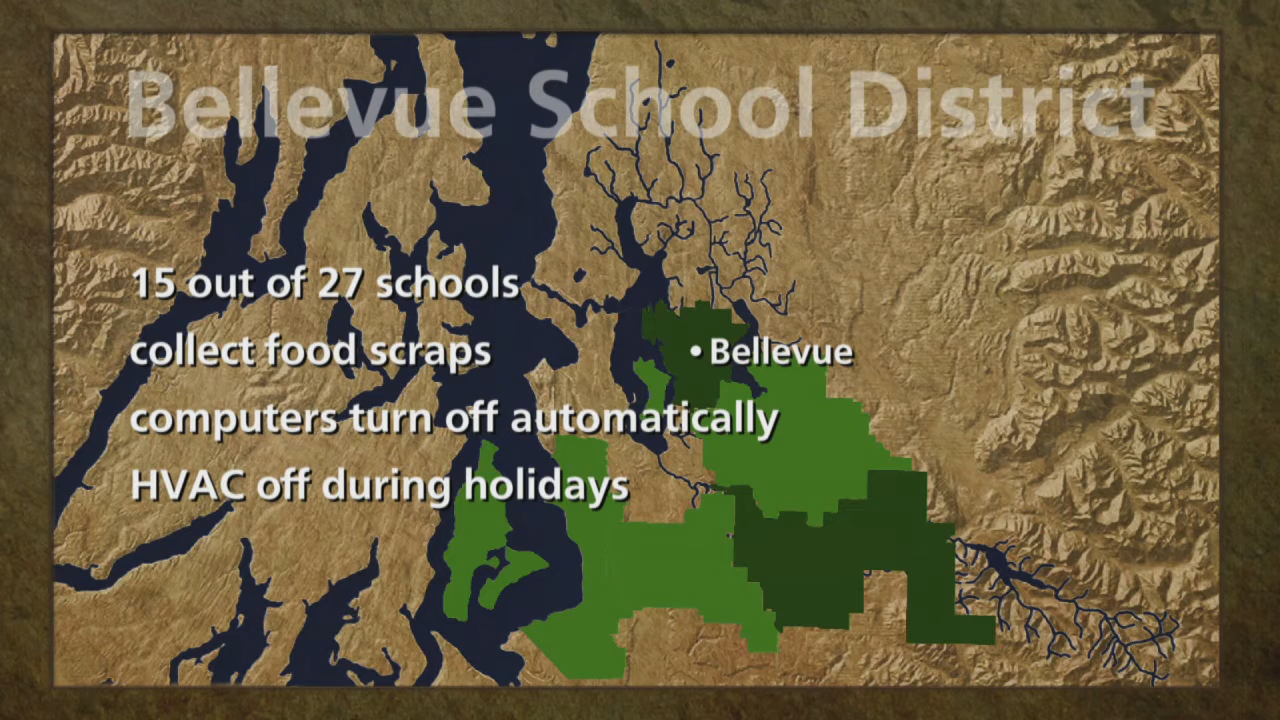 Bellevue School District
15 out of 27 schools
collect food scraps
• Bellevue
computers turn off automatically
HVAC off during holidays